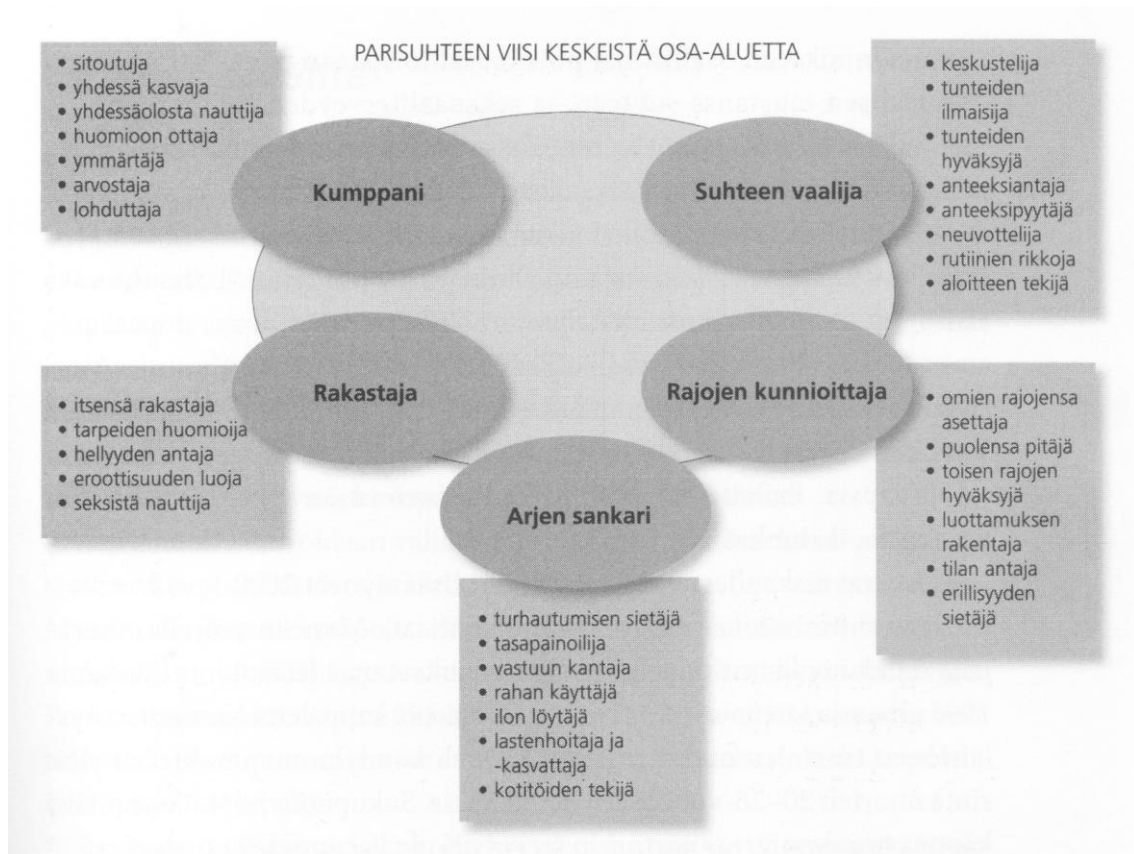 PARISUHTEEN VIISI KESKEISTÄ OSA-ALUETTA
• sitoutuja
• yhdessä kasvaja
• yhdessäolosta nauttija
• huomioon ottaja
• ymmärtäjä
• arvostaja
• lohduttaja
Kumppani
Suhteen vaalija
• keskustelija
• tunteiden
ilmaisija
• tunteiden
hyväksyjä
• anteeksiantaja
• anteeksipyytäjä
• neuvottelija
• rutiinien rikkoja
• aloitteen tekijä
• itsensä rakastaja
• tarpeiden huomioija
• hellyyden antaja
• eroottisuuden luoja
• seksistä nauttija
Rakastaja
Rajojen kunnioittaja
• omien rajojensa
asettaja
• puolensa pitäjä
• toisen rajojen
hyväksyjä
• luottamuksen
rakentaja
• tilan antaja
• erillisyyden
sietäjä
Arjen sankari
• turhautumisen sietäjä
• tasapainoilija
• vastuun kantaja
• rahan käyttäjä
• ilon löytäjä
• lastenhoitaja ja
-kasvattaja
• kotitöiden tekijä